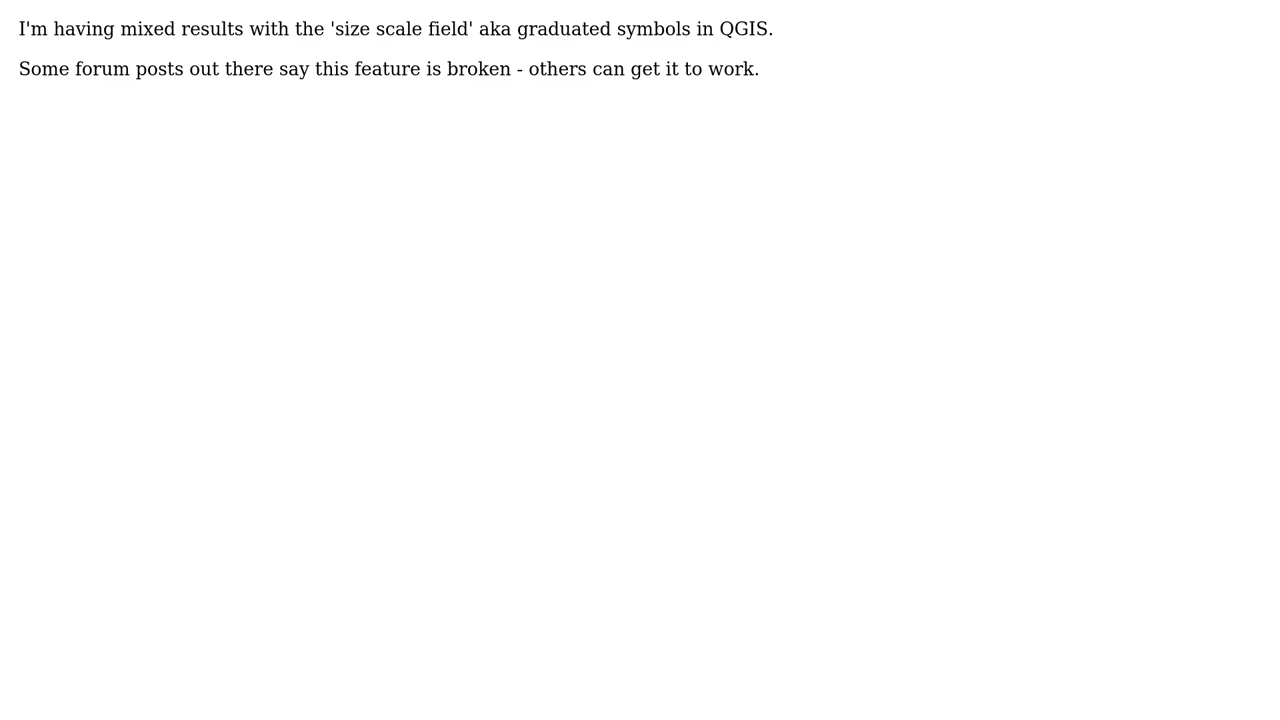 I'm having mixed results with the 'size scale field' aka graduated symbols in QGIS.
Some forum posts out there say this feature is broken - others can get it to work.